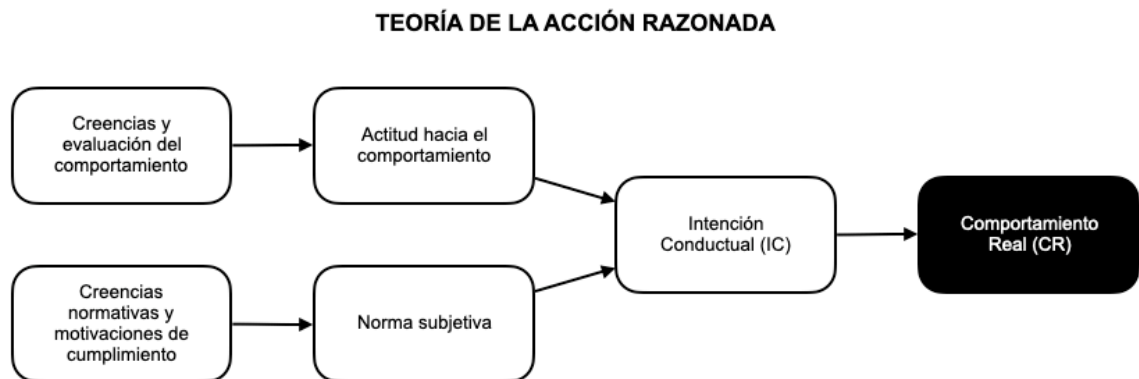 TEORÍA DE LA ACCIÓN RAZONADA
Creencias y
evaluación del
comportamiento
Actitud hacia el
comportamiento
Intención
Conductual (IC)
Comportamiento
Real (CR)
Creencias
normativas y
motivaciones de
cumplimiento
Norma subjetiva